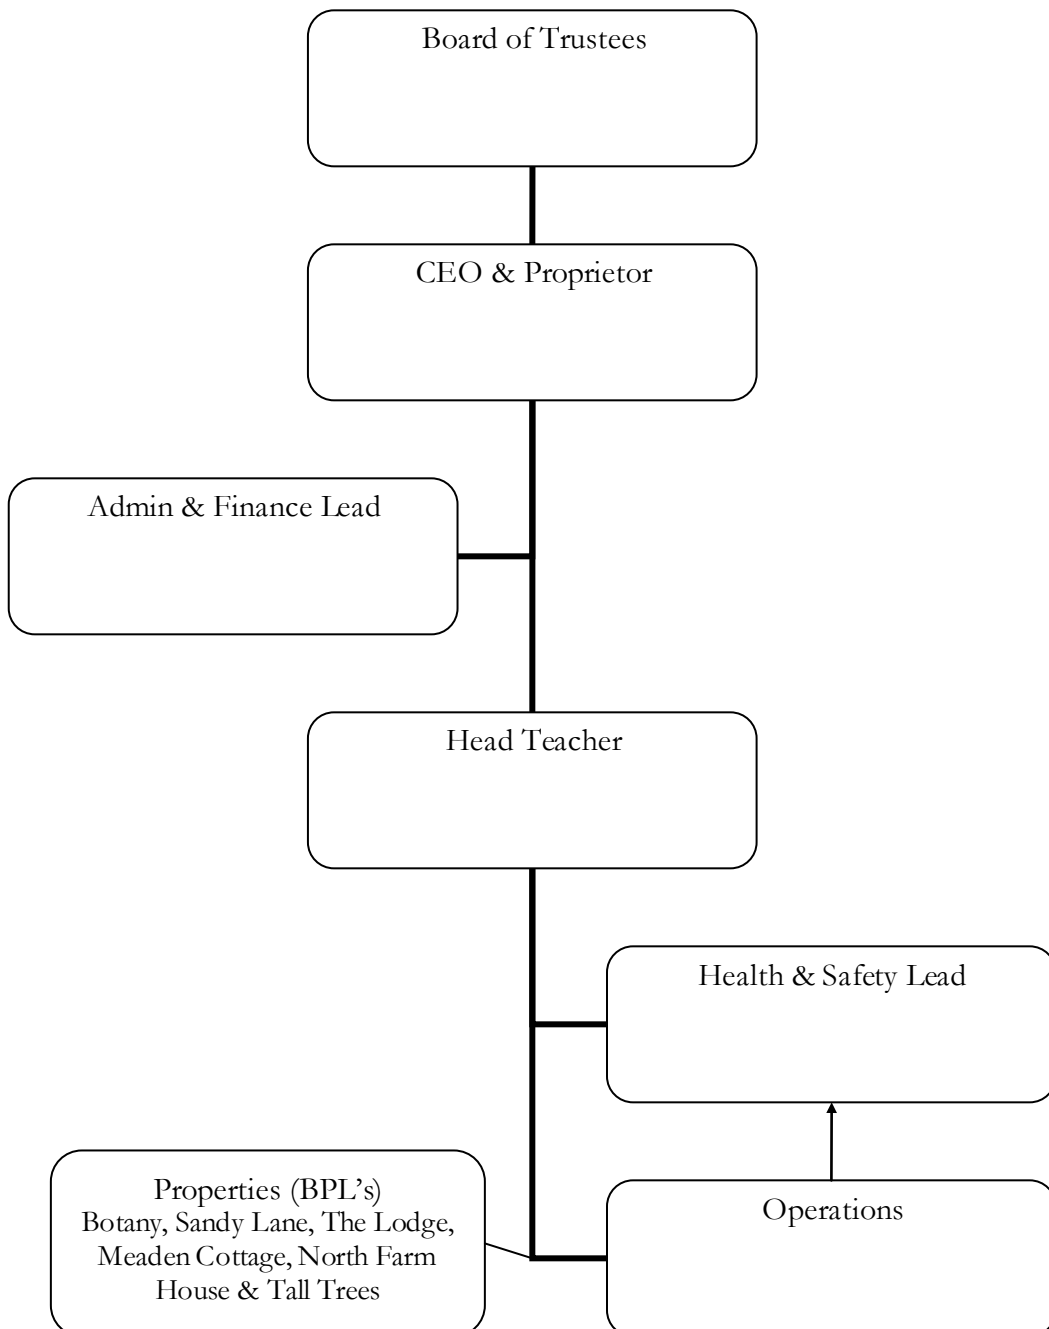 Board of Trustees
CEO & Proprietor
Admin & Finance Lead
Head Teacher
Health & Safety Lead
Properties (BPL’s)
Botany, Sandy Lane, The Lodge,
Meaden Cottage, North Farm
House & Tall Trees
Operations